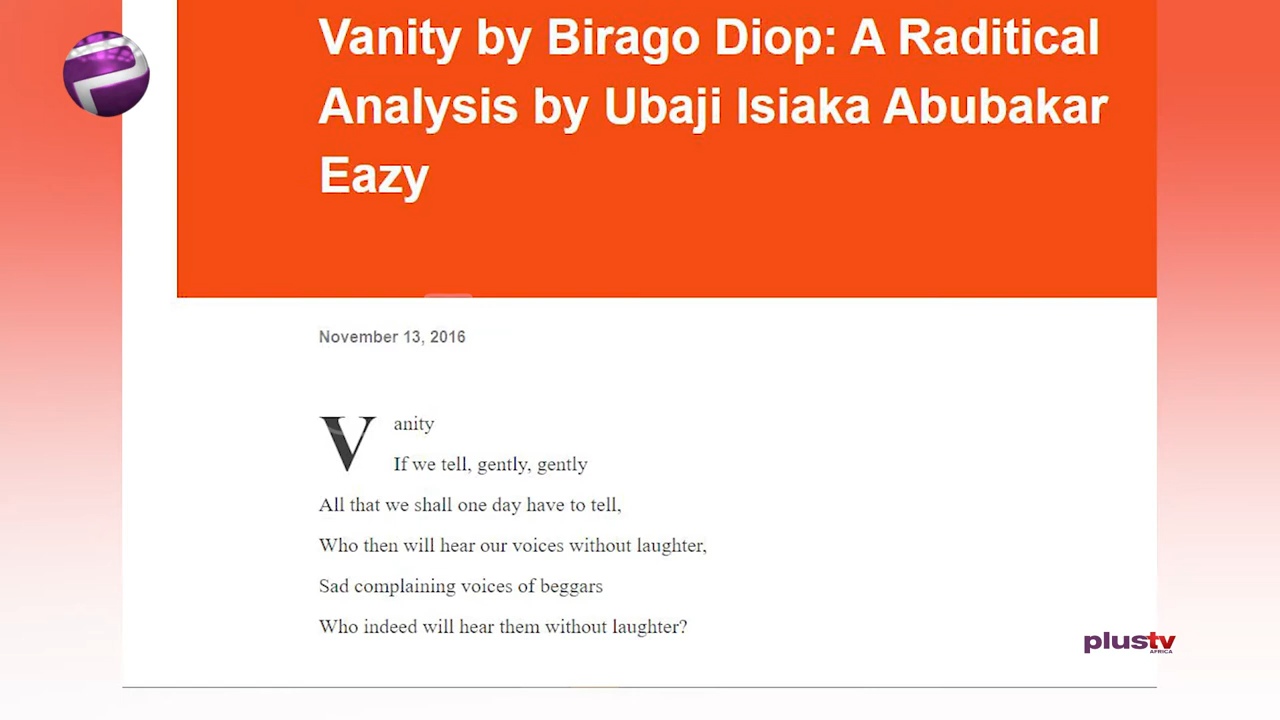 Vanity by Birago Diop: A Raditical
Analysis by Ubaji Isiaka Abubakar
Eazy
November 13, 2016
Vanity
If we tell, gently, gently
All that we shall one day have to tell,
Who then will hear our voices without laughter,
Sad complaining voices of beggars
Who indeed will hear them without laughter?
plustv
AFRICA